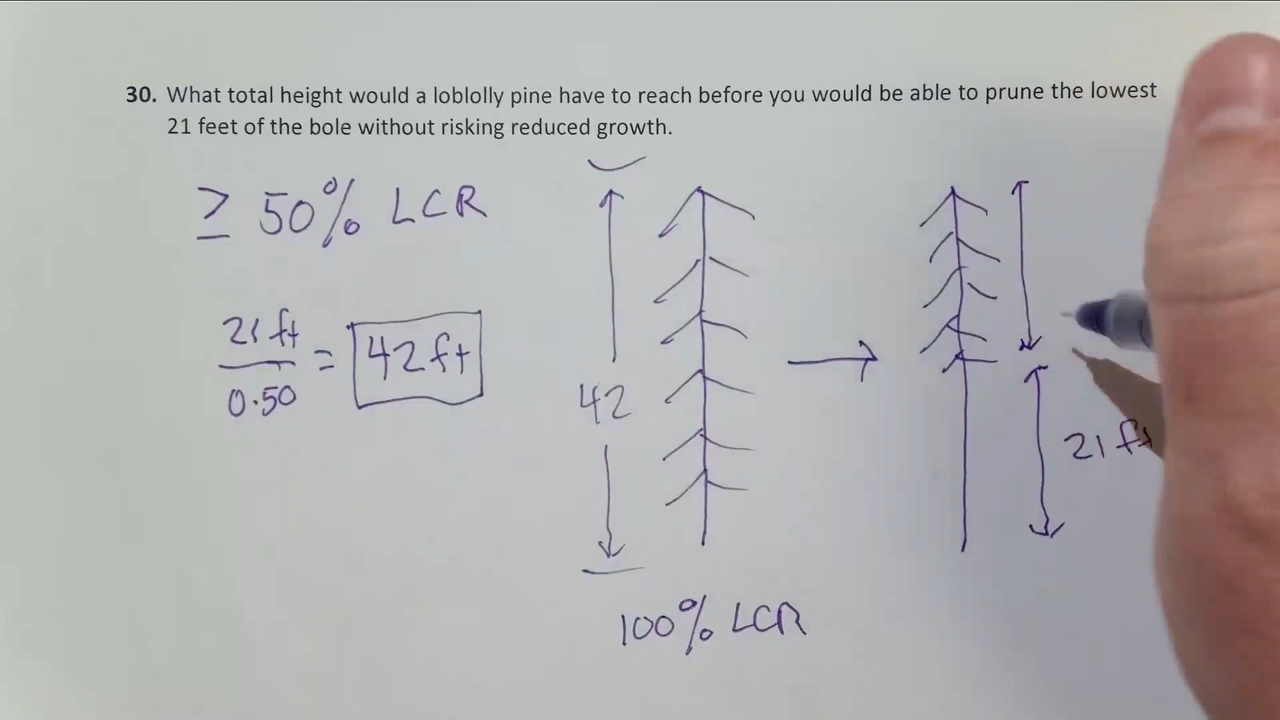 30. What total height would a loblolly pine have to reach before you would be able to prune the lowest
21 feet of the bole without risking reduced growth.
≥ 50% LCR
21 ft
0.50
= 42 ft
42
21 ft
100% LCR